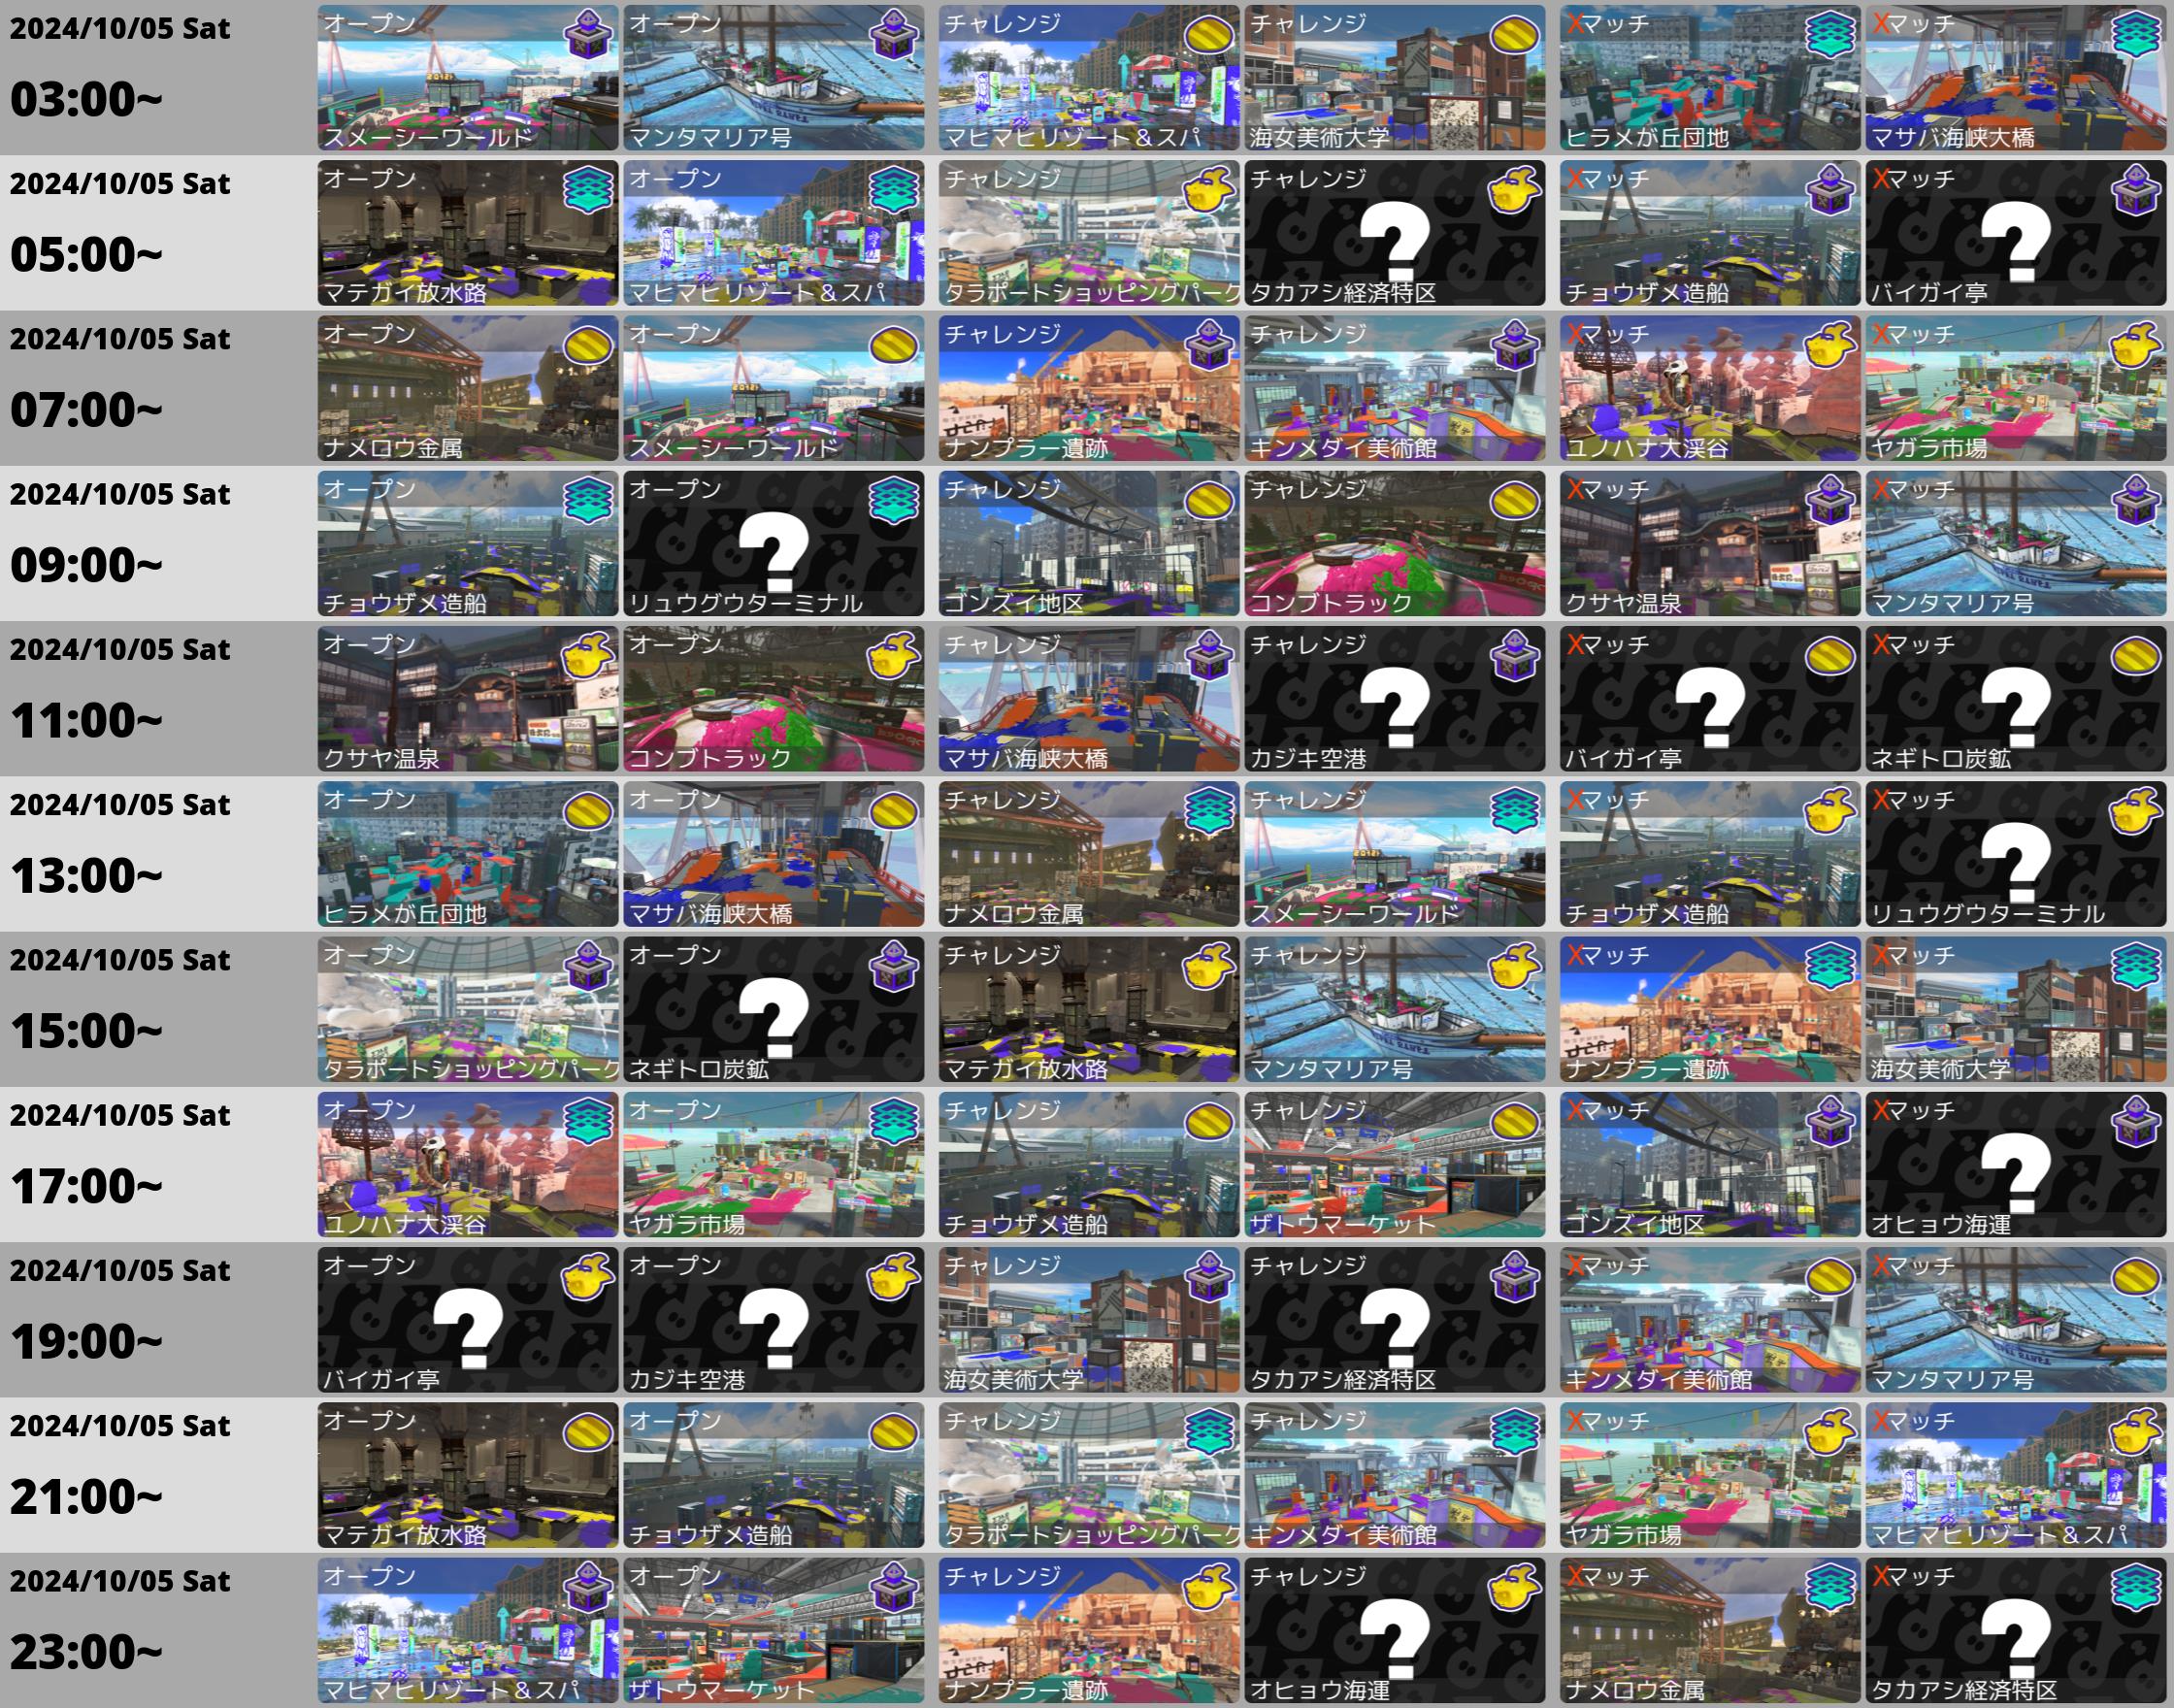 2024/10/05 Sat
03:00~
オープン
スメーシーワールド
オープン
マンタマリア号
チャレンジ
マヒマヒリゾート＆スパ
チャレンジ
海女美術大学
Xマッチ
ヒラメが丘団地
Xマッチ
マサバ海峡大橋
2024/10/05 Sat
05:00~
オープン
マテガイ放水路
オープン
マヒマヒリゾート＆スパ
チャレンジ
タラポートショッピングパーク
チャレンジ
?
タカアシ経済特区
Xマッチ
チョウザメ造船
Xマッチ
?
バイガイ亭
2024/10/05 Sat
07:00~
オープン
ナメロウ金属
オープン
スメーシーワールド
チャレンジ
ナンプラー遺跡
チャレンジ
キンメダイ美術館
Xマッチ
ユノハナ大渓谷
Xマッチ
ヤガラ市場
2024/10/05 Sat
09:00~
オープン
チョウザメ造船
オープン
?
リュウグウターミナル
チャレンジ
ゴンズイ地区
チャレンジ
コンブトラック
Xマッチ
クサヤ温泉
Xマッチ
マンタマリア号
2024/10/05 Sat
11:00~
オープン
クサヤ温泉
オープン
コンブトラック
チャレンジ
マサバ海峡大橋
チャレンジ
?
カジキ空港
Xマッチ
?
バイガイ亭
Xマッチ
?
ネギトロ炭鉱
2024/10/05 Sat
13:00~
オープン
ヒラメが丘団地
オープン
マサバ海峡大橋
チャレンジ
ナメロウ金属
チャレンジ
スメーシーワールド
Xマッチ
チョウザメ造船
Xマッチ
?
リュウグウターミナル
2024/10/05 Sat
15:00~
オープン
タラポートショッピングパーク
オープン
?
ネギトロ炭鉱
チャレンジ
マテガイ放水路
チャレンジ
マンタマリア号
Xマッチ
ナンプラー遺跡
Xマッチ
海女美術大学
2024/10/05 Sat
17:00~
オープン
ユノハナ大渓谷
オープン
ヤガラ市場
チャレンジ
チョウザメ造船
チャレンジ
ザトウマーケット
Xマッチ
ゴンズイ地区
Xマッチ
?
オヒョウ海運
2024/10/05 Sat
19:00~
オープン
?
バイガイ亭
オープン
?
カジキ空港
チャレンジ
海女美術大学
チャレンジ
?
タカアシ経済特区
Xマッチ
キンメダイ美術館
Xマッチ
マンタマリア号
2024/10/05 Sat
21:00~
オープン
マテガイ放水路
オープン
チョウザメ造船
チャレンジ
タラポートショッピングパーク
チャレンジ
キンメダイ美術館
Xマッチ
ヤガラ市場
Xマッチ
マヒマヒリゾート＆スパ
2024/10/05 Sat
23:00~
オープン
マヒマヒリゾート＆スパ
オープン
ザトウマーケット
チャレンジ
ナンプラー遺跡
チャレンジ
?
オヒョウ海運
Xマッチ
ナメロウ金属
Xマッチ
?
タカアシ経済特区